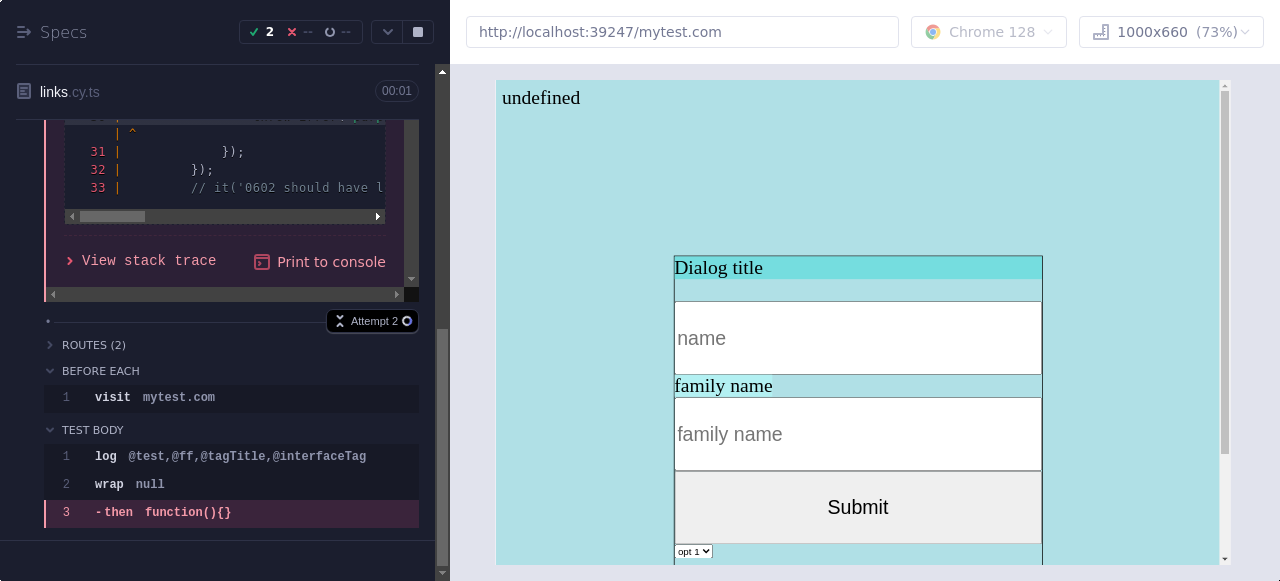 Specs
2
--
--
links.cy.ts
00:01
| ^
31 | });
32 | });
33 | // it('0602 should have l
View stack trace
Print to console
Attempt 2
ROUTES (2)
BEFORE EACH
1 visit mytest.com
TEST BODY
1 log @test,@ff,@tagTitle,@interfaceTag
2 wrap null
3 -then function(){}
http://localhost:39247/mytest.com
Chrome 128
1000x660 (73%)
undefined
Dialog title
name
family name
family name
Submit
opt 1